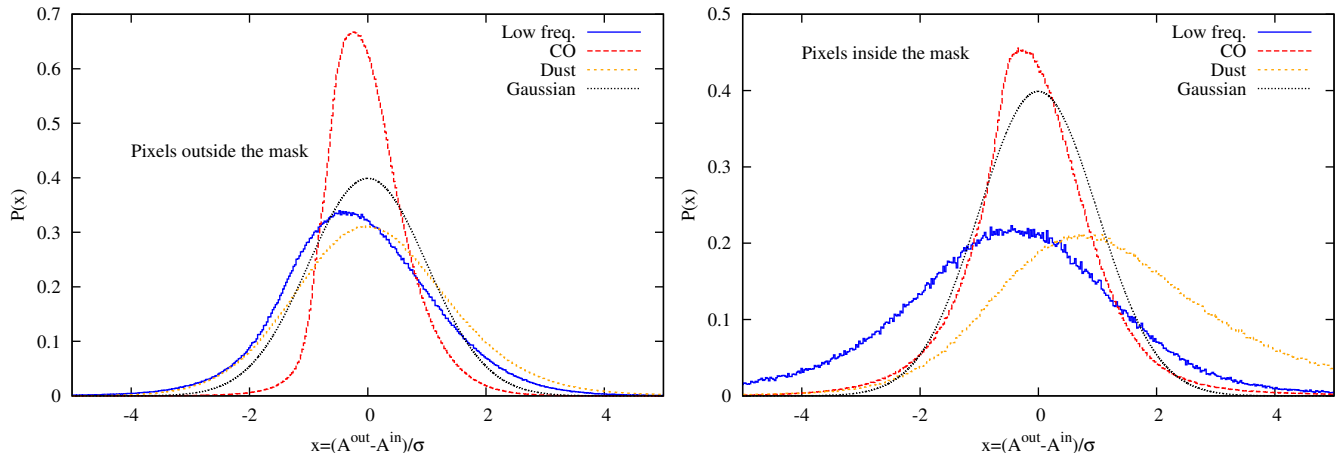 0.7
0.6
0.5
0.4
0.3
0.2
0.1
0
P(x)
Low freq.
CO
Dust
Gaussian
Pixels outside the mask
-4 -2 0 2 4
x=(A^out-A^in)/σ
0.5
0.4
0.3
0.2
0.1
0
P(x)
Low freq.
CO
Dust
Gaussian
Pixels inside the mask
-4 -2 0 2 4
x=(A^out-A^in)/σ